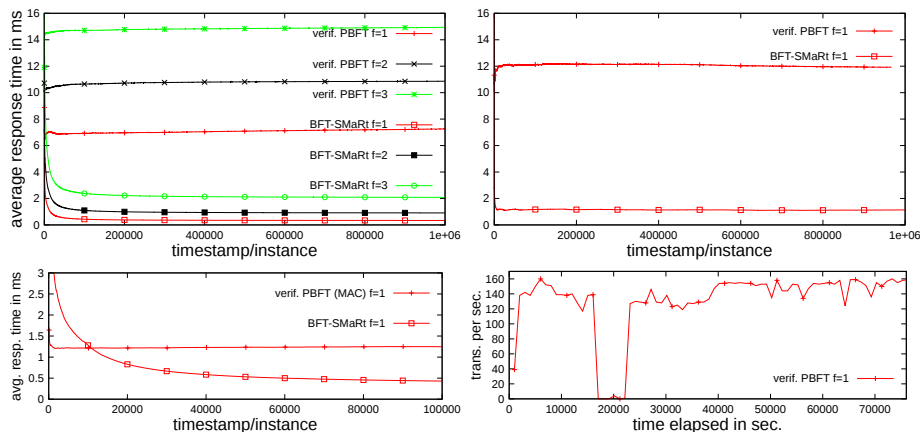 average response time in ms
16
14
12
10
8
6
4
2
0
verif. PBFT f=1
verif. PBFT f=2
verif. PBFT f=3
BFT-SMaRt f=1
BFT-SMaRt f=2
BFT-SMaRt f=3
0 200000 400000 600000 800000 1e+06
timestamp/instance
16
14
12
10
8
6
4
2
0
verif. PBFT f=1
BFT-SMaRt f=1
0 200000 400000 600000 800000 1e+06
timestamp/instance
avg. resp. time in ms
3
2.5
2
1.5
1
0.5
0
verif. PBFT (MAC) f=1
BFT-SMaRt f=1
0 20000 40000 60000 80000 100000
timestamp/instance
trans. per sec.
160
140
120
100
80
60
40
20
0
verif. PBFT f=1
0 10000 20000 30000 40000 50000 60000 70000
time elapsed in sec.